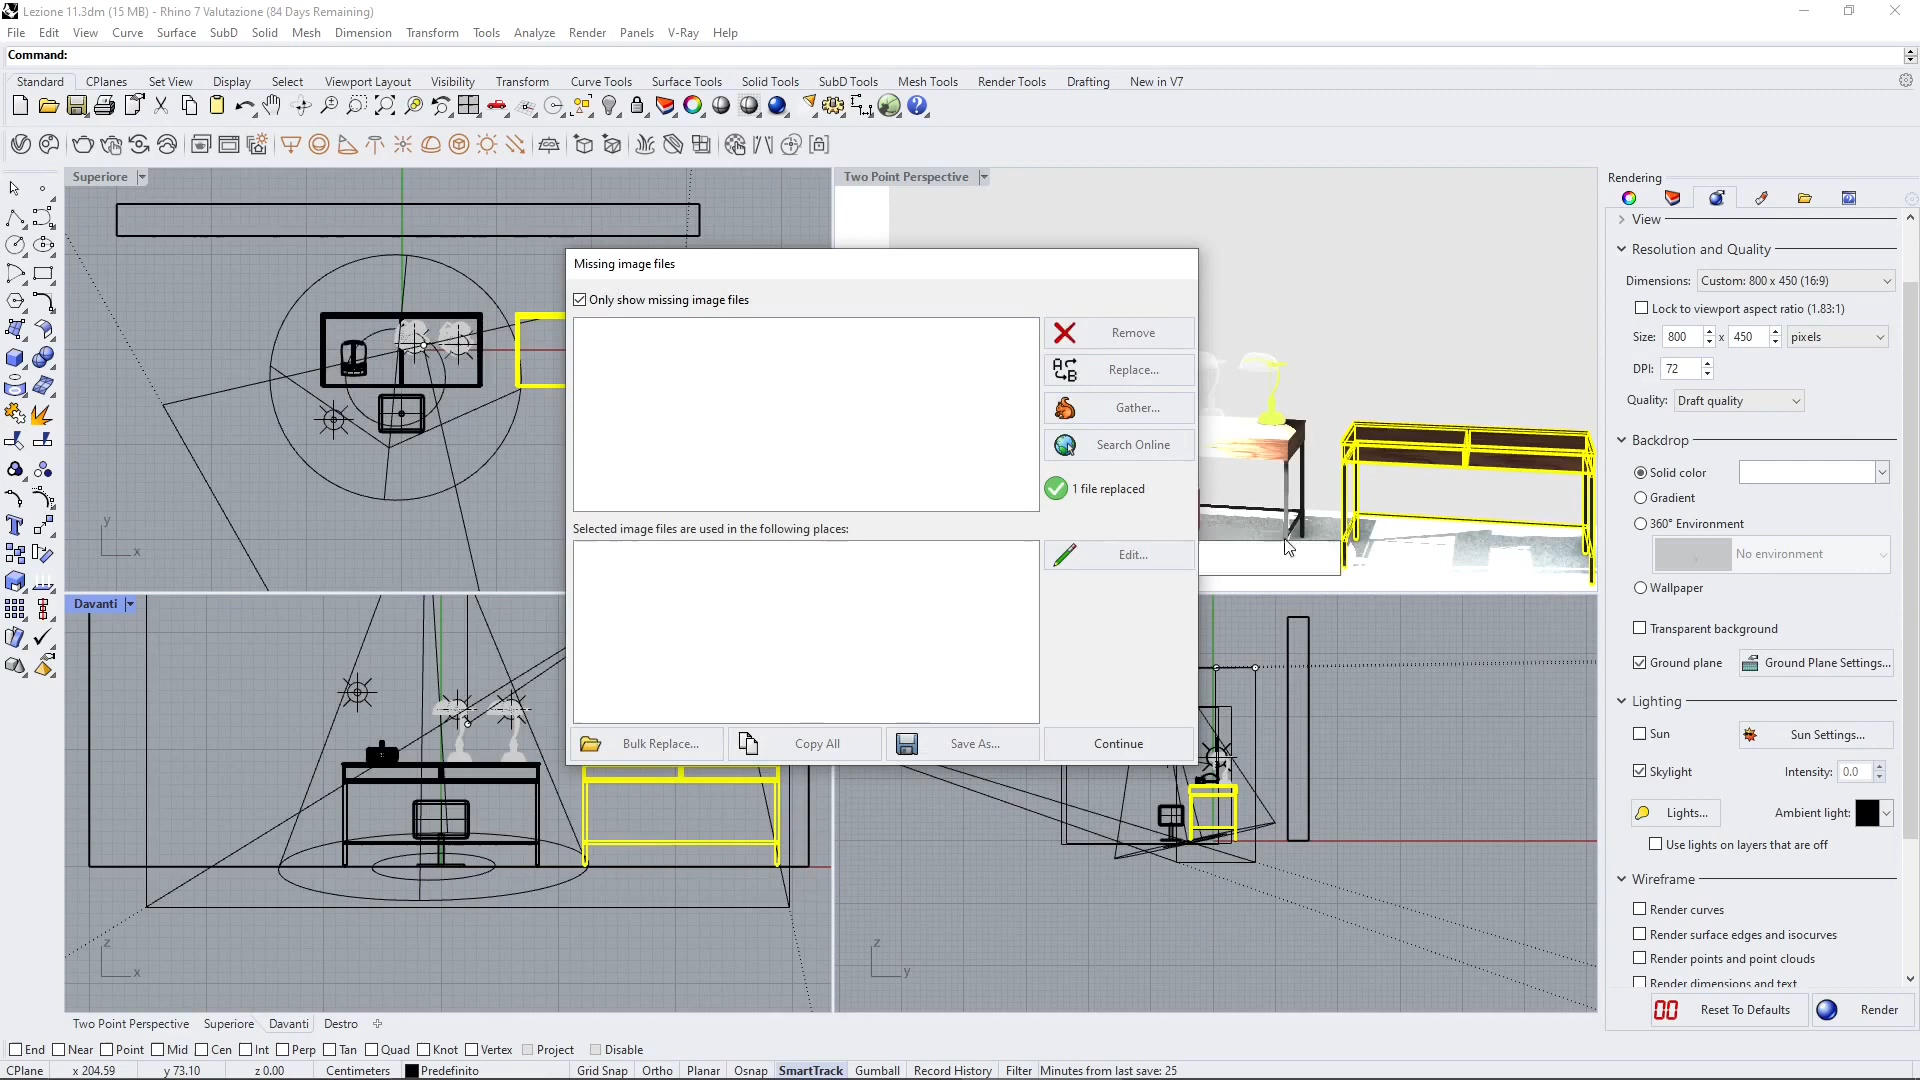 Lezione 11.3dm (15 MB) - Rhino 7 Valutazione (84 Days Remaining)
File Edit View Curve Surface SubD Solid Mesh Dimension Transform Tools Analyze Render Panels V-Ray Help
Command:
Standard CPlanes Set View Display Select Viewport Layout Visibility Transform Curve Tools Surface Tools Solid Tools SubD Tools Mesh Tools Render Tools Drafting New in V7
Superiore
Two Point Perspective
Rendering
View
Resolution and Quality
Dimensions: Custom: 800 x 450 (16:9)
Lock to viewport aspect ratio (1.83:1)
Size: 800 x 450 pixels
DPI: 72
Quality: Draft quality
Backdrop
Solid color
Gradient
360° Environment
No environment
Wallpaper
Transparent background
Ground plane Ground Plane Settings...
Lighting
Sun Sun Settings...
Skylight Intensity: 0.0
Lights... Ambient light:
Use lights on layers that are off
Wireframe
Render curves
Render surface edges and isocurves
Render points and point clouds
Render dimensions and text
Reset To Defaults Render
Missing image files
Only show missing image files
Remove
Replace...
Gather...
Search Online
1 file replaced
Selected image files are used in the following places:
Edit...
Bulk Replace... Copy All Save As... Continue
y
x
Davanti
z
x
z
y
Two Point Perspective Superiore Davanti Destro
End Near Point Mid Cen Int Perp Tan Quad Knot Vertex Project Disable
CPlane x 204.59 y 73.10 z 0.00 Centimeters Predefinito Grid Snap Ortho Planar Osnap SmartTrack Gumball Record History Filter Minutes from last save: 25